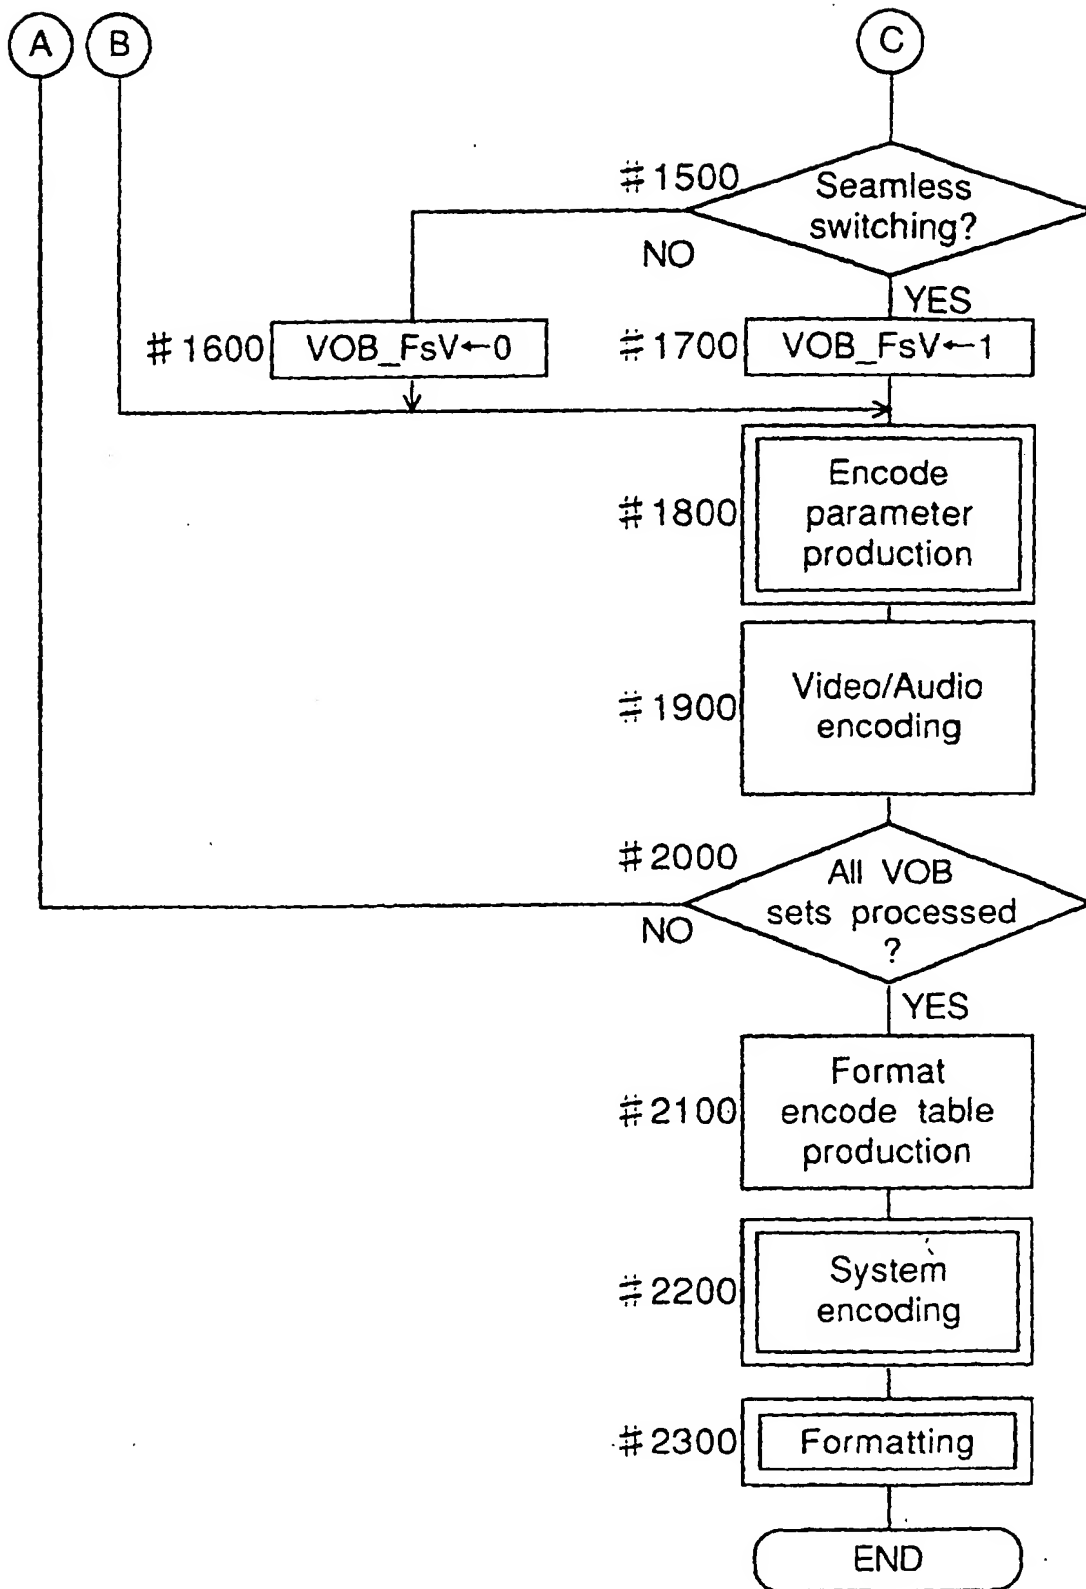 A B C
#1500
Seamless
switching?
NO
YES
#1600 VOB_FsV←0
#1700 VOB_FsV←1
#1800
Encode
parameter
production
#1900
Video/Audio
encoding
#2000
All VOB
sets processed
?
NO
YES
#2100
Format
encode table
production
#2200
System
encoding
#2300 Formatting
END